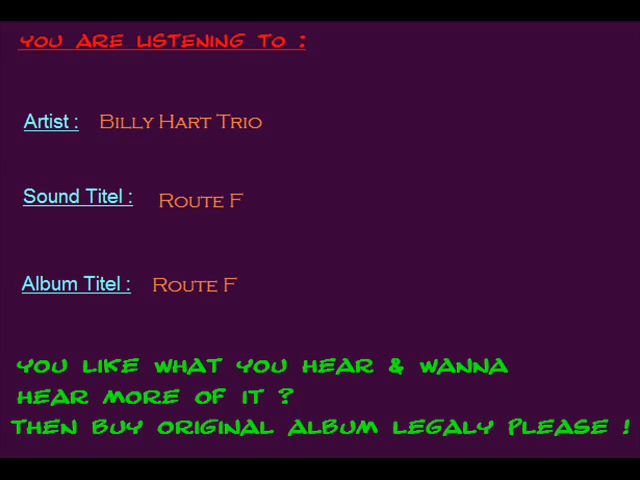 YOU ARE LISTENING TO :
Artist : Billy Hart Trio
Sound Titel : Route F
Album Titel : Route F
YOU LIKE WHAT YOU HEAR & WANNA
HEAR MORE OF IT ?
THEN BUY ORIGINAL ALBUM LEGALY PLEASE !